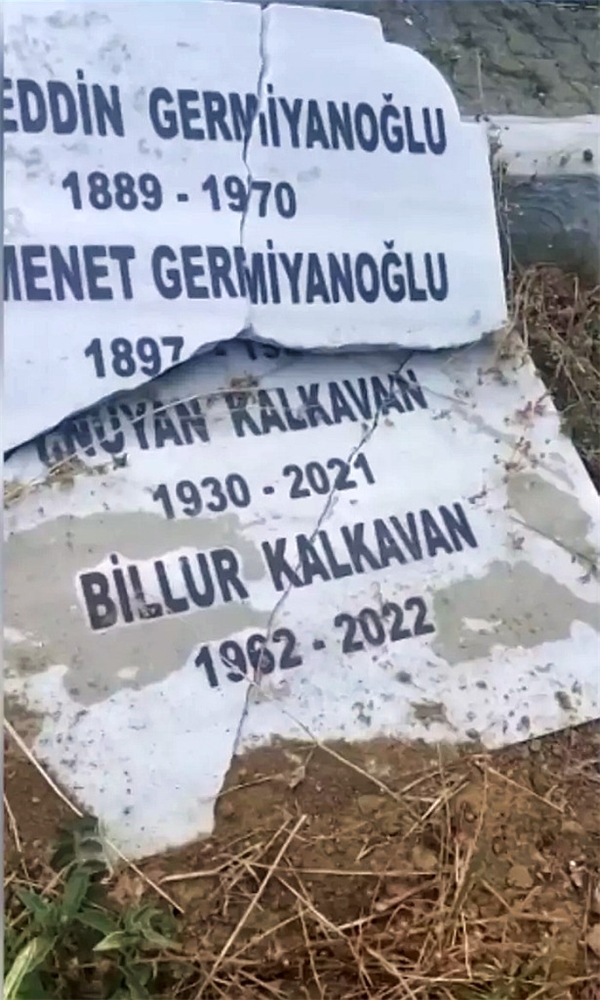 EDDİN GERMİYANOĞLU
1889 - 1970
MENET GERMİYANOĞLU
1897 -
KALKAVAN
1930 - 2021
BİLLUR KALKAVAN
1962 - 2022